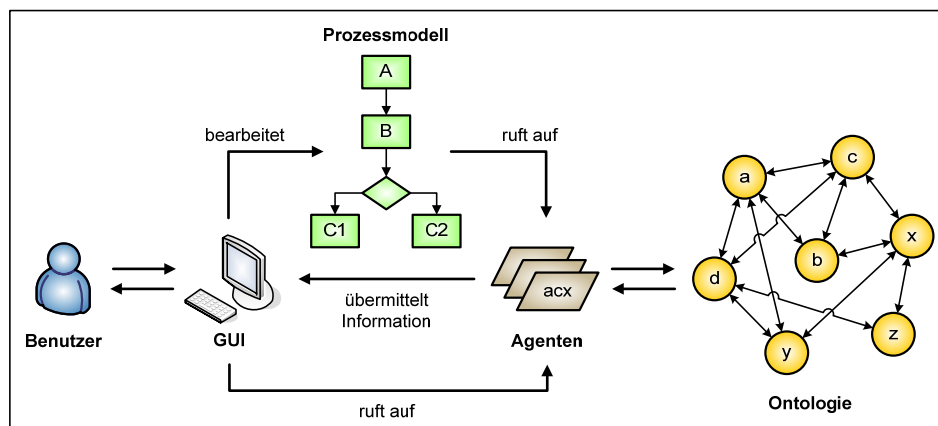 Prozessmodell
A
bearbeitet
B
ruft auf
C1
C2
a
c
x
b
d
z
y
acx
übermittelt
Information
Benutzer
GUI
Agenten
ruft auf
Ontologie